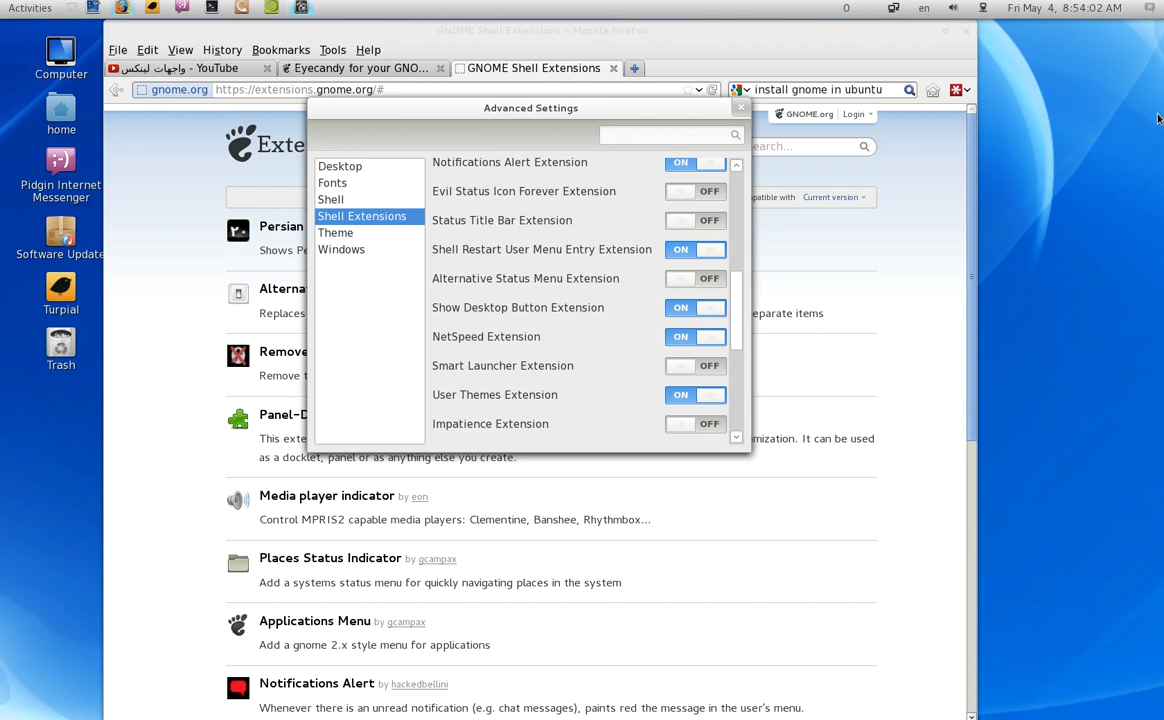 Activities
0
en
Fri May 4, 8:54:02 AM
GNOME Shell Extensions - Mozilla Firefox
File Edit View History Bookmarks Tools Help
واجهات لينكس - YouTube
Eyecandy for your GNO...
GNOME Shell Extensions
gnome.org https://extensions.gnome.org/#
install gnome in ubuntu
Computer
home
Pidgin Internet
Messenger
Software Update
Turpial
Trash
Advanced Settings
Desktop
Fonts
Shell
Shell Extensions
Theme
Windows
Notifications Alert Extension ON
Evil Status Icon Forever Extension OFF
Status Title Bar Extension OFF
Shell Restart User Menu Entry Extension ON
Alternative Status Menu Extension OFF
Show Desktop Button Extension ON
NetSpeed Extension ON
Smart Launcher Extension OFF
User Themes Extension ON
Impatience Extension OFF
GNOME.org Login
Exte
earch...
patible with Current version
Persian
Shows Pe
Alterna
Replaces
eparate items
Remove
Remove t
Panel-D
This exte
omization. It can be used
as a docklet, panel or as anything else you create.
Media player indicator by eon
Control MPRIS2 capable media players: Clementine, Banshee, Rhythmbox...
Places Status Indicator by gcampax
Add a systems status menu for quickly navigating places in the system
Applications Menu by gcampax
Add a gnome 2.x style menu for applications
Notifications Alert by hackedbellini
Whenever there is an unread notification (e.g. chat messages), paints red the message in the user's menu.